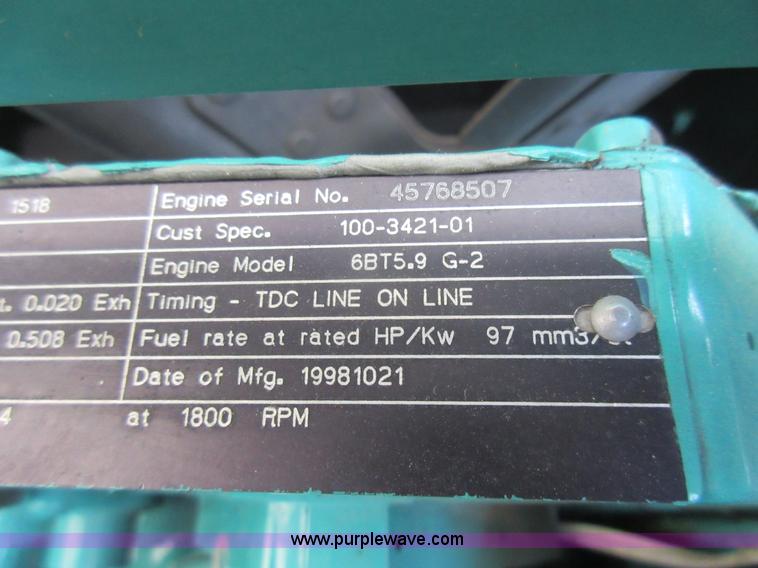 1518 Engine Serial No. 45768507
Cust Spec. 100-3421-01
Engine Model 6BT5.9 G-2
0.020 Exh Timing - TDC LINE ON LINE
0.508 Exh Fuel rate at rated HP/Kw 97
Date of Mfg. 19981021
4 at 1800 RPM
www.purplewave.com